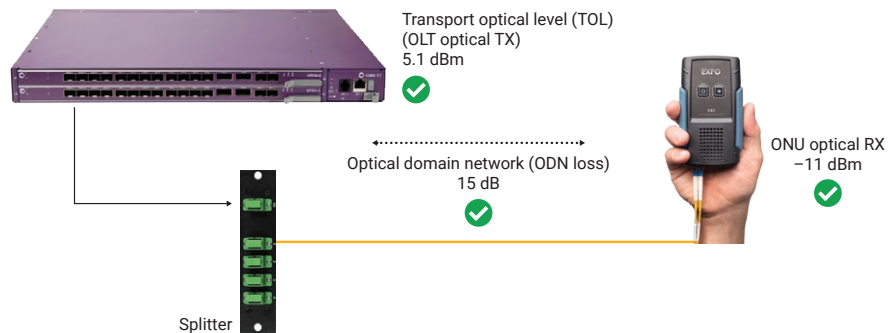 Transport optical level (TOL)
(OLT optical TX)
5.1 dBm
EXFO
Optical domain network (ODN loss)
15 dB
ONU optical RX
–11 dBm
Splitter